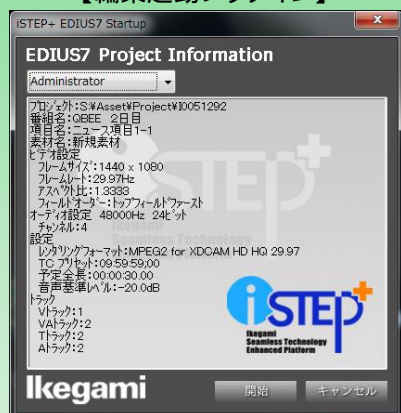 iSTEP+ EDIUS7 Startup
EDIUS7 Project Information
Administrator
ﾌﾟﾛｼﾞｪｸﾄ:S:¥Asset¥Project¥I0051292
番組名:QBEE 2日目
項目名:ニュース項目1-1
素材名:新規素材
ﾋﾞﾃﾞｵ設定
ﾌﾚｰﾑｻｲｽﾞ:1440 x 1080
ﾌﾚｰﾑﾚｰﾄ:29.97Hz
ｱｽﾍﾟｸﾄ比:1.3333
ﾌｨｰﾙﾄﾞｵｰﾀﾞｰ:ﾄｯﾌﾟﾌｨｰﾙﾄﾞﾌｧｰｽﾄ
ｵｰﾃﾞｨｵ設定 48000Hz 24ﾋﾞｯﾄ
ﾁｬﾝﾈﾙ:4
設定
ﾚﾝﾀﾞﾘﾝｸﾞﾌｫｰﾏｯﾄ:MPEG2 for XDCAM HD HQ 29.97
TC ﾌﾟﾘｾｯﾄ:09:59:59;00
予定全長:00:00:30.00
音声基準ﾚﾍﾞﾙ:-20.0dB
ﾄﾗｯｸ
Vﾄﾗｯｸ:1
VAﾄﾗｯｸ:2
Tﾄﾗｯｸ:2
Aﾄﾗｯｸ:2
iSTEP+
Ikegami
Seamless Technology
Enhanced Platform
Ikegami
開始
キャンセル